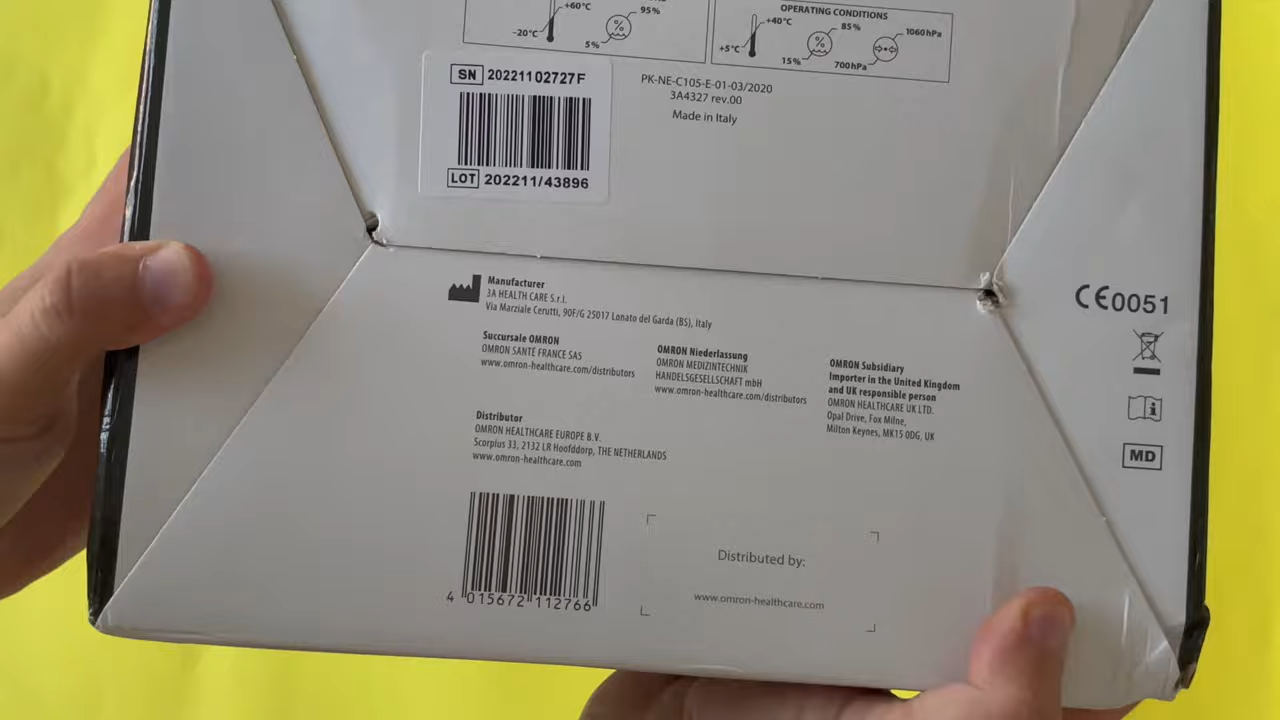 +60°C
95%
-20°C
5%
OPERATING CONDITIONS
+40°C
85%
1060 hPa
+5°C
15%
700 hPa
SN 20221102727F
LOT 202211/43896
PK-NE-C105-E-01-03/2020
3A4327 rev.00
Made in Italy
Manufacturer
3A HEALTH CARE S.r.l.
Via Marziale Cerutti, 90F/G 25017 Lonato del Garda (BS), Italy
Succursale OMRON
OMRON SANTÉ FRANCE SAS
www.omron-healthcare.com/distributors
OMRON Niederlassung
OMRON MEDIZINTECHNIK
HANDELSGESELLSCHAFT mbH
www.omron-healthcare.com/distributors
OMRON Subsidiary
Importer in the United Kingdom
and UK responsible person
OMRON HEALTHCARE UK LTD.
Opal Drive, Fox Milne,
Milton Keynes, MK15 0DG, UK
Distributor
OMRON HEALTHCARE EUROPE B.V.
Scorpius 33, 2132 LR Hoofddorp, THE NETHERLANDS
www.omron-healthcare.com
4 015672 112766
Distributed by:
www.omron-healthcare.com
CE0051
MD